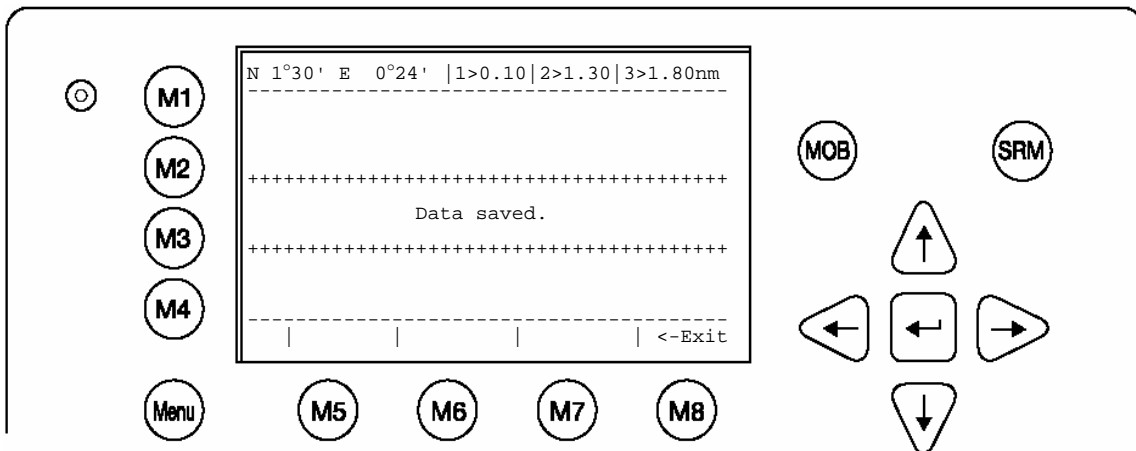 N 1°30' E 0°24' |1>0.10|2>1.30|3>1.80nm
----------------------------------------
++++++++++++++++++++++++++++++++++++++++
Data saved.
++++++++++++++++++++++++++++++++++++++++
----------------------------------------
| | | | <-Exit
M1
M2
M3
M4
Menu
M5
M6
M7
M8
MOB
SRM